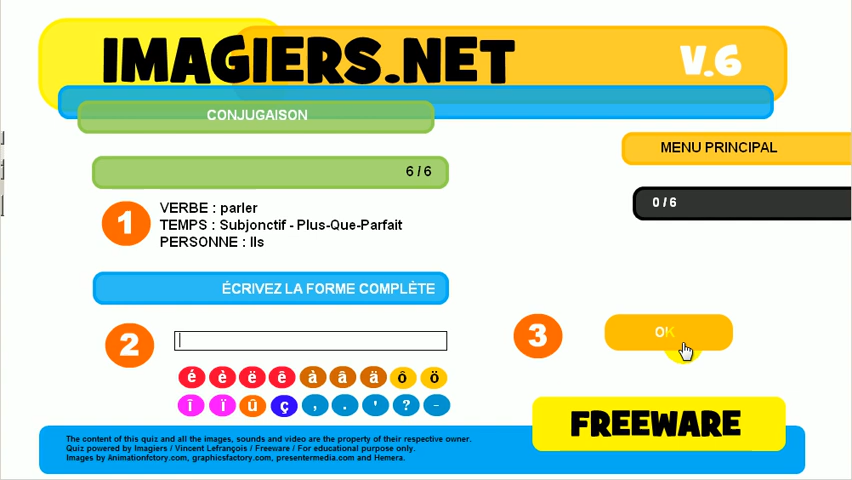 IMAGIERS.NET
V.6
CONJUGAISON
MENU PRINCIPAL
6 / 6
0 / 6
1
VERBE : parler
TEMPS : Subjonctif - Plus-Que-Parfait
PERSONNE : Ils
ÉCRIVEZ LA FORME COMPLÈTE
2
3
OK
é è ë ê à â ä ô ö
î ï û ç , . ' ? -
FREEWARE
The content of this quiz and all the images, sounds and video are the property of their respective owner.
Quiz powered by Imagiers / Vincent Lefrançois / Freeware / For educational purpose only.
Images by Animationfctory.com, graphicsfactory.com, presentermedia.com and Hemera.